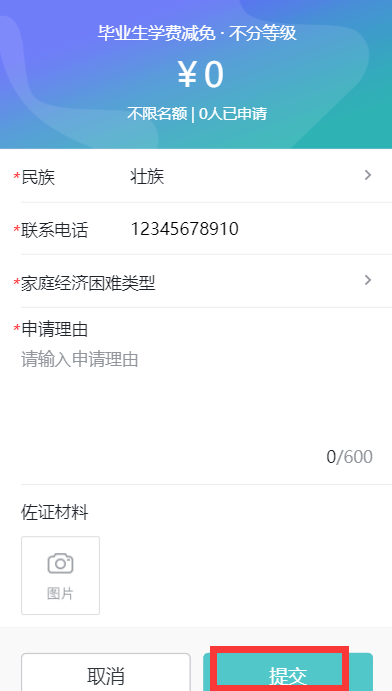 毕业生学费减免 · 不分等级
￥0
不限名额 | 0人已申请
*民族 壮族
*联系电话 12345678910
*家庭经济困难类型
*申请理由
请输入申请理由
0/600
佐证材料
图片
取消 提交